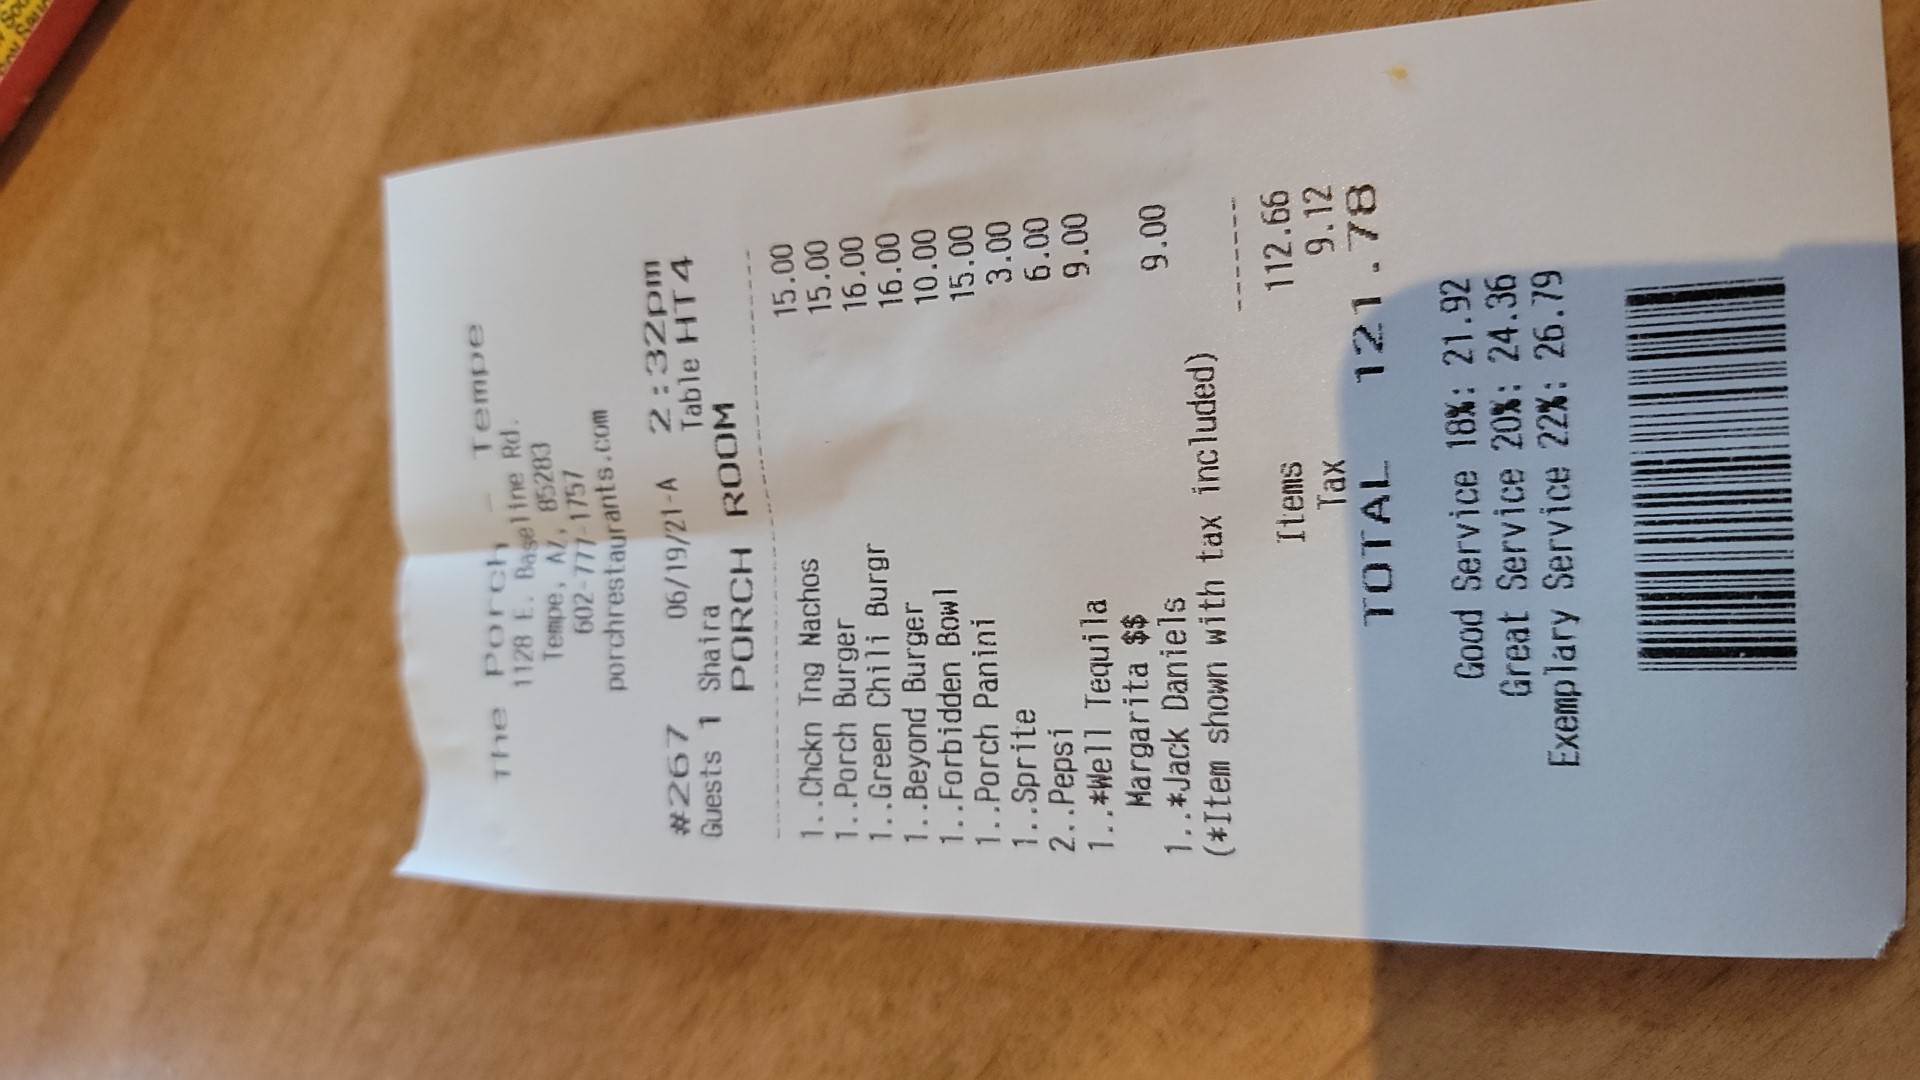 The Porch - Tempe
1128 E. Baseline Rd.
Tempe, AZ, 85283
602-777-1757
porchrestaurants.com
#267 06/19/21-A 2:32pm
Guests 1 Shaira Table HT4
PORCH ROOM
1..Chckn Tng Nachos 15.00
1..Porch Burger 15.00
1..Green Chili Burgr 16.00
1..Beyond Burger 16.00
1..Forbidden Bowl 10.00
1..Porch Panini 15.00
1..Sprite 3.00
2..Pepsi 6.00
1..*Well Tequila 9.00
Margarita $$
1..*Jack Daniels 9.00
(*Item shown with tax included)
Items 112.66
Tax 9.12
TOTAL 121.78
Good Service 18%: 21.92
Great Service 20%: 24.36
Exemplary Service 22%: 26.79